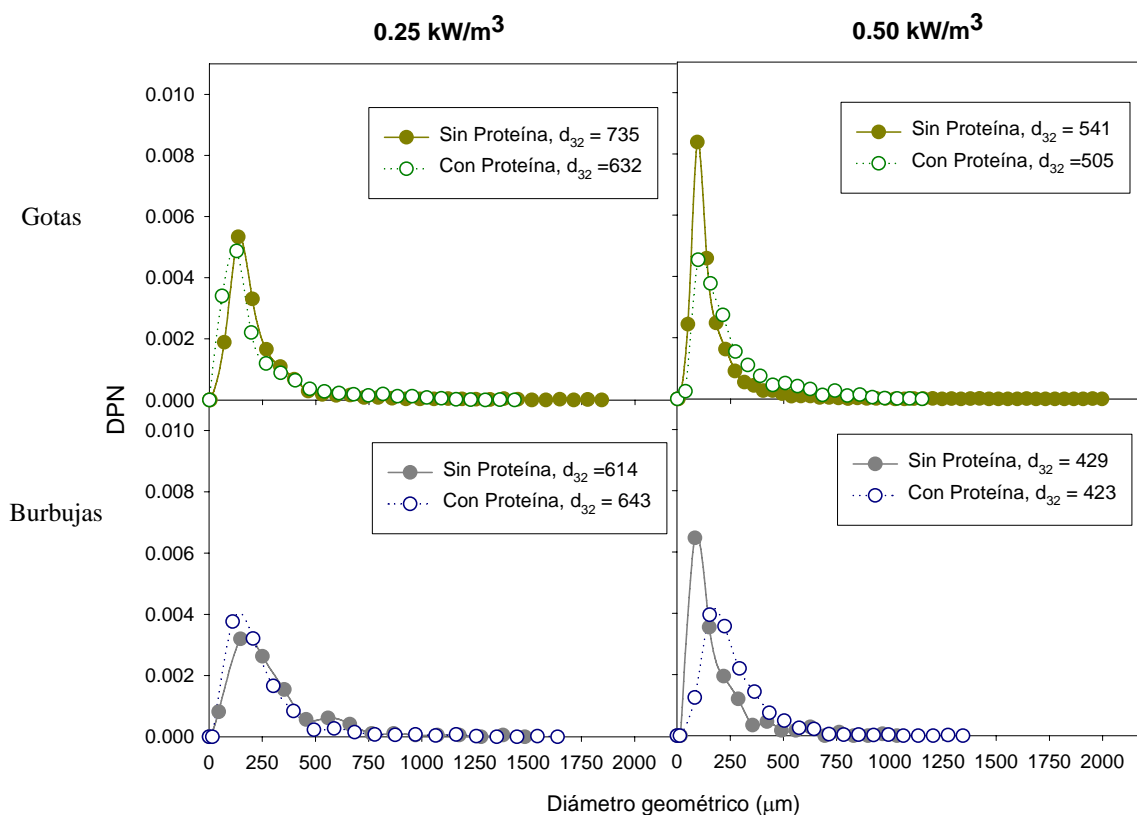 0.25 kW/m³
0.50 kW/m³
Gotas
Burbujas
DPN
0.010
0.008
0.006
0.004
0.002
0.000
Sin Proteína, d32 = 735
Con Proteína, d32 =632
Sin Proteína, d32 = 541
Con Proteína, d32 =505
0.010
0.008
0.006
0.004
0.002
0.000
Sin Proteína, d32 =614
Con Proteína, d32 = 643
Sin Proteína, d32 = 429
Con Proteína, d32 = 423
0 250 500 750 1000 1250 1500 1750 2000
0 250 500 750 1000 1250 1500 1750 2000
Diámetro geométrico (μm)